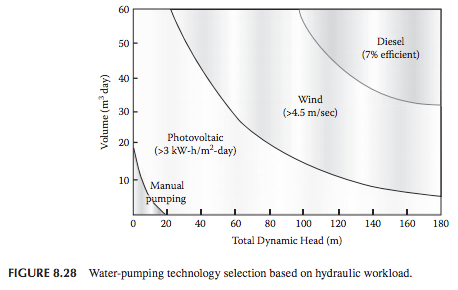 60
50
40
30
20
10
Volume (m³ day)
Diesel
(7% efficient)
Wind
(>4.5 m/sec)
Photovoltaic
(>3 kW-h/m²-day)
Manual
pumping
0 20 40 60 80 100 120 140 160 180
Total Dynamic Head (m)
FIGURE 8.28 Water-pumping technology selection based on hydraulic workload.